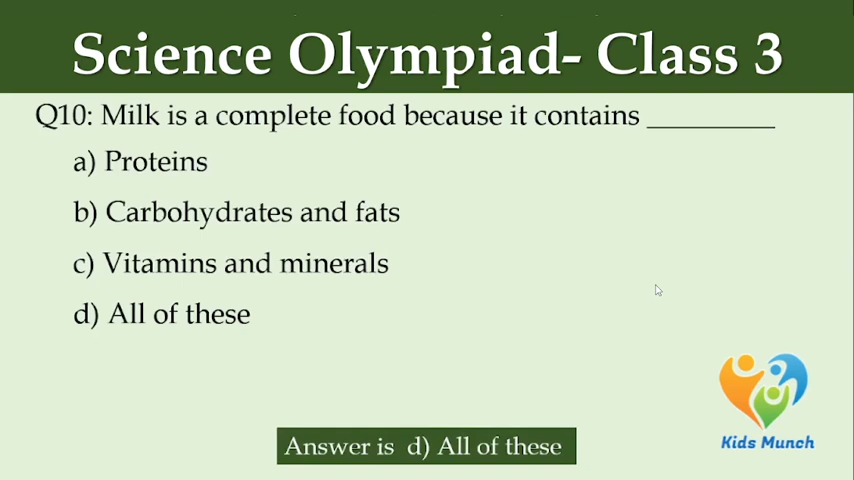 Science Olympiad- Class 3
Q10: Milk is a complete food because it contains _________
a) Proteins
b) Carbohydrates and fats
c) Vitamins and minerals
d) All of these
Kids Munch
Answer is d) All of these